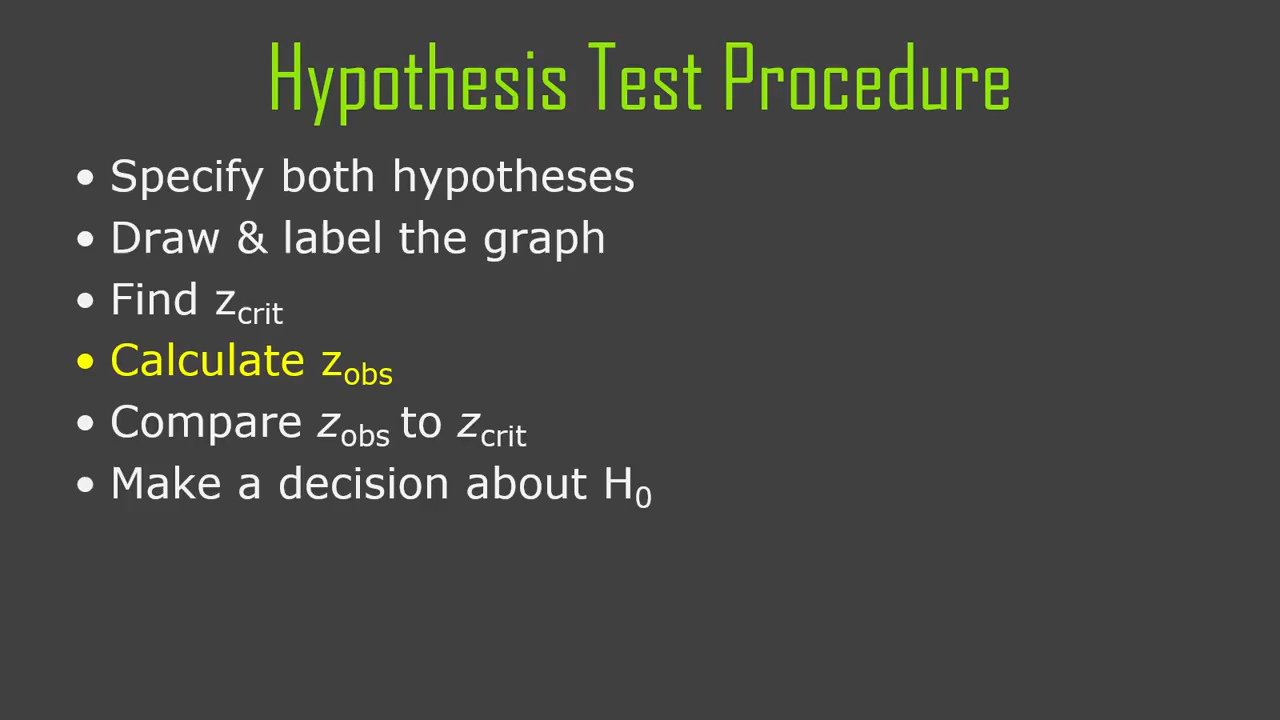 Hypothesis Test Procedure
• Specify both hypotheses
• Draw & label the graph
• Find z_crit
• Calculate z_obs
• Compare z_obs to z_crit
• Make a decision about H_0